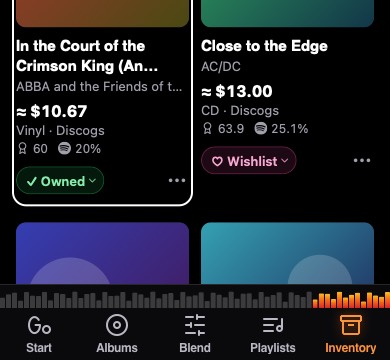 In the Court of the
Crimson King (An...
ABBA and the Friends of t...
≈ $10.67
Vinyl · Discogs
60 20%
Owned
Close to the Edge
AC/DC
≈ $13.00
CD · Discogs
63.9 25.1%
Wishlist
Start
Albums
Blend
Playlists
Inventory